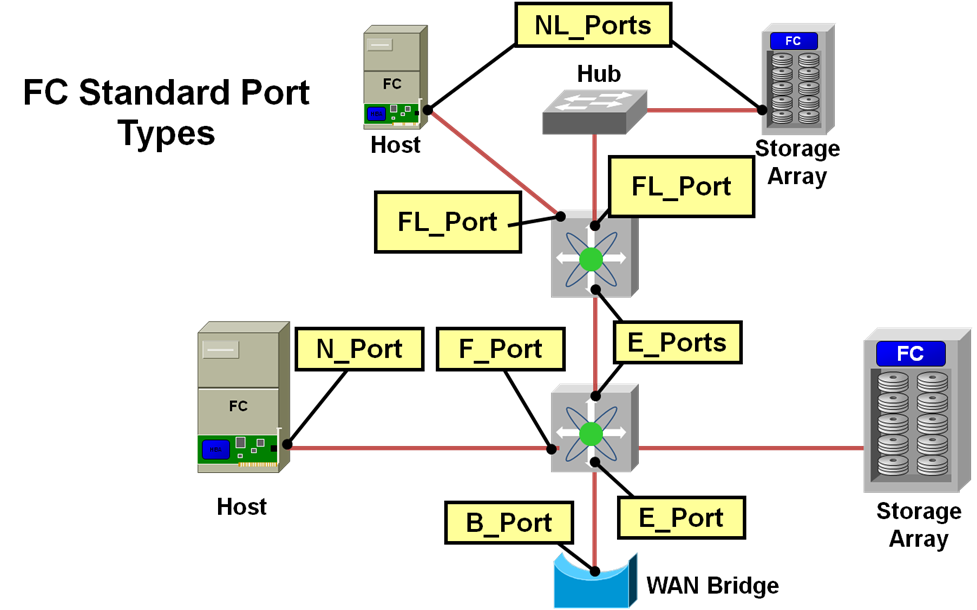 NL_Ports
FC
FC
Hub
FC Standard Port
Types
Host
Storage
Array
FL_Port
FL_Port
N_Port
F_Port
E_Ports
FC
FC
Host
B_Port
E_Port
Storage
Array
WAN Bridge